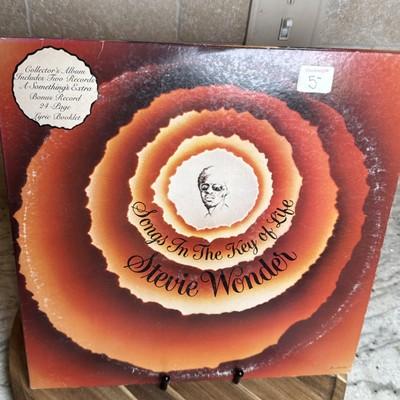 Collector's Album
Includes Two Records
A Something's Extra
Bonus Record
24-Page
Lyric Booklet
5-
Songs In The Key of Life
Stevie Wonder